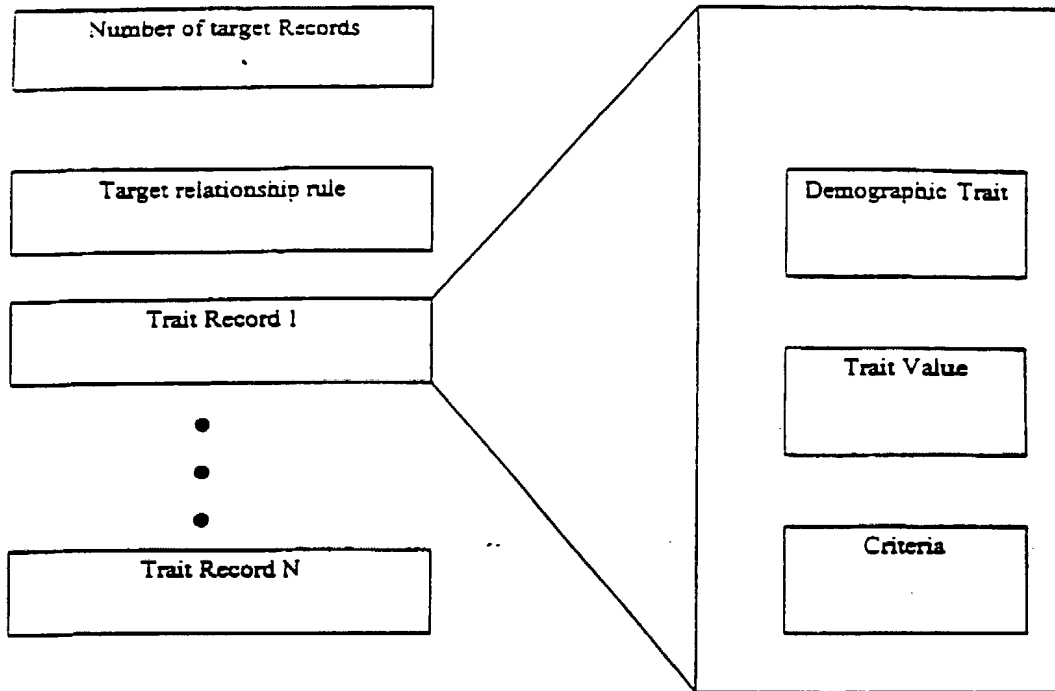 Number of target Records
Target relationship rule
Trait Record 1
Trait Record N
Demographic Trait
Trait Value
Criteria